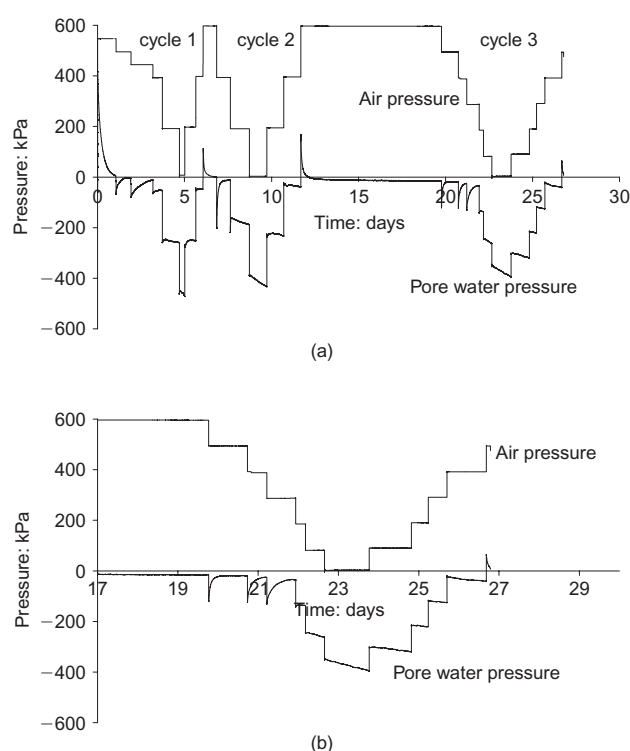 600
cycle 1
cycle 2
cycle 3
400
Air pressure
200
0
0
5
10
15
20
25
30
Time: days
−200
Pore water pressure
−400
−600
Pressure: kPa
(a)
600
Air pressure
400
200
0
17
19
21
23
25
27
29
Time: days
−200
Pore water pressure
−400
−600
Pressure: kPa
(b)